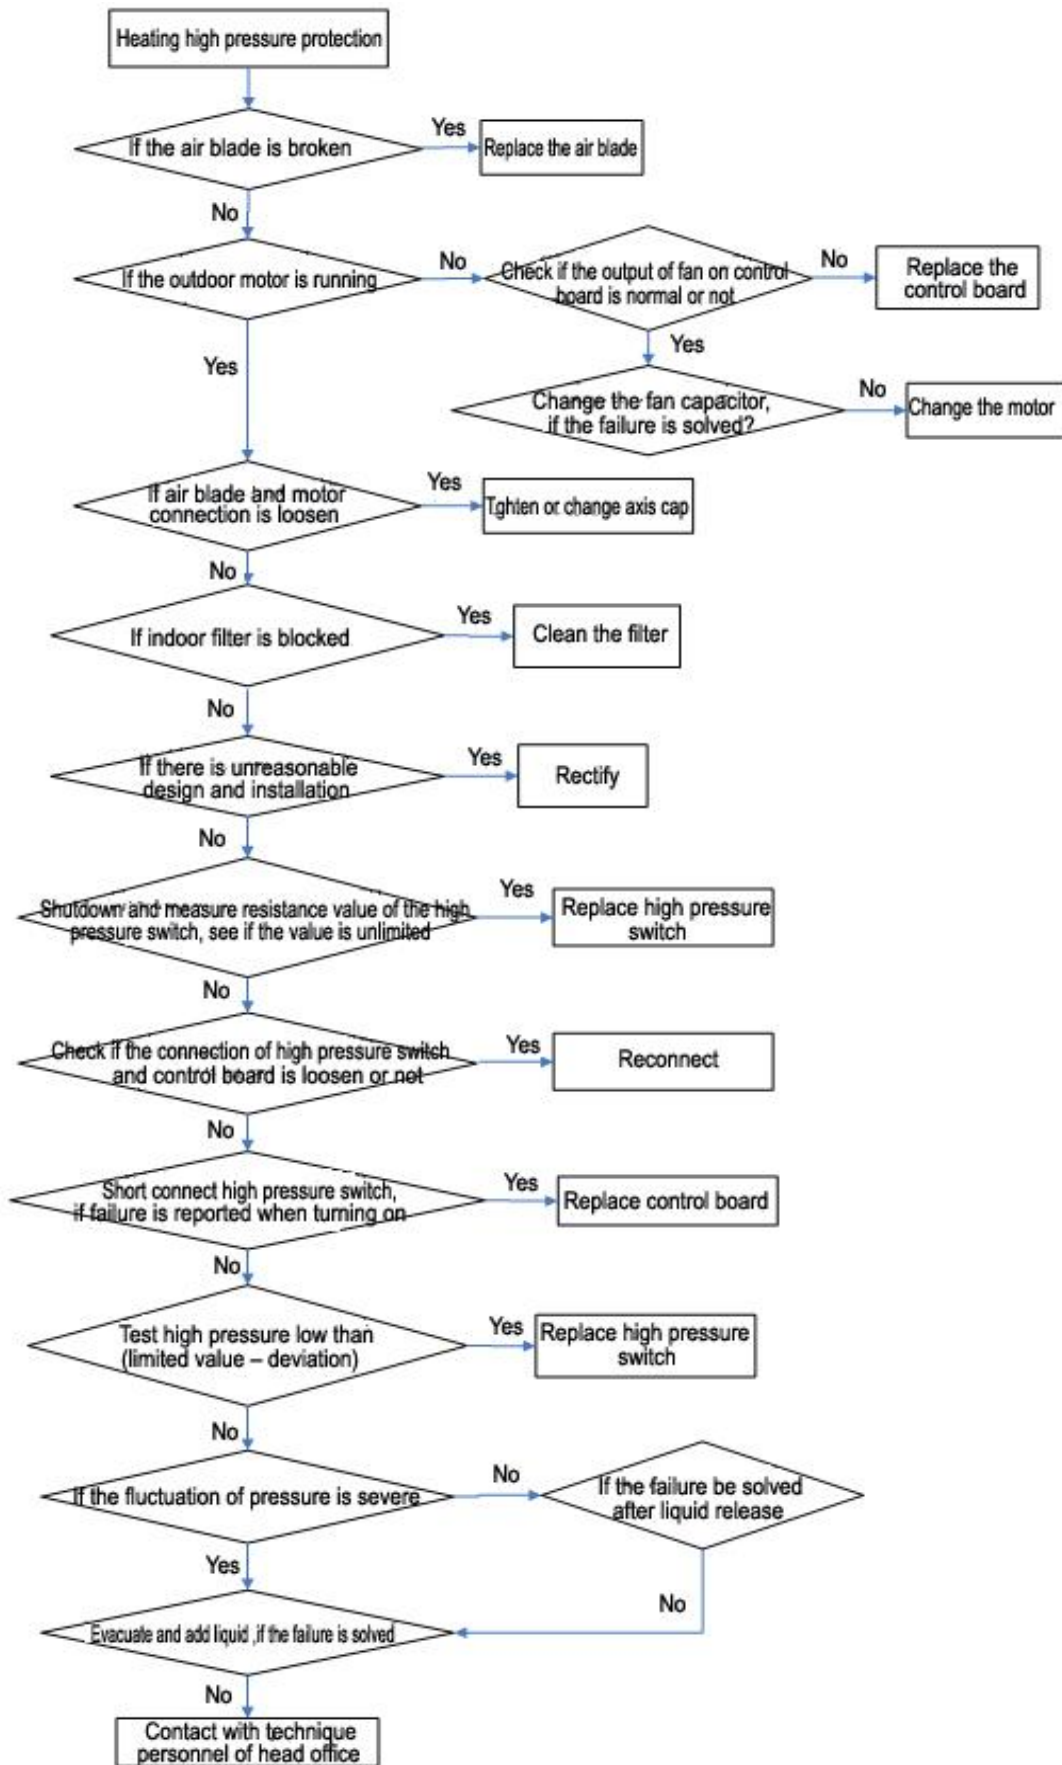 Heating high pressure protection
If the air blade is broken
Yes
Replace the air blade
No
If the outdoor motor is running
No
Check if the output of fan on control
board is normal or not
No
Replace the
control board
Yes
Yes
Change the fan capacitor,
if the failure is solved?
No
Change the motor
If air blade and motor
connection is loosen
Yes
Tghten or change axis cap
No
If indoor filter is blocked
Yes
Clean the filter
No
If there is unreasonable
design and installation
Yes
Rectify
No
Shutdown and measure resistance value of the high
pressure switch, see if the value is unlimited
Yes
Replace high pressure
switch
No
Check if the connection of high pressure switch
and control board is loosen or not
Yes
Reconnect
No
Short connect high pressure switch,
if failure is reported when turning on
Yes
Replace control board
No
Test high pressure low than
(limited value – deviation)
Yes
Replace high pressure
switch
No
If the fluctuation of pressure is severe
No
If the failure be solved
after liquid release
Yes
No
Evacuate and add liquid ,if the failure is solved
No
Contact with technique
personnel of head office